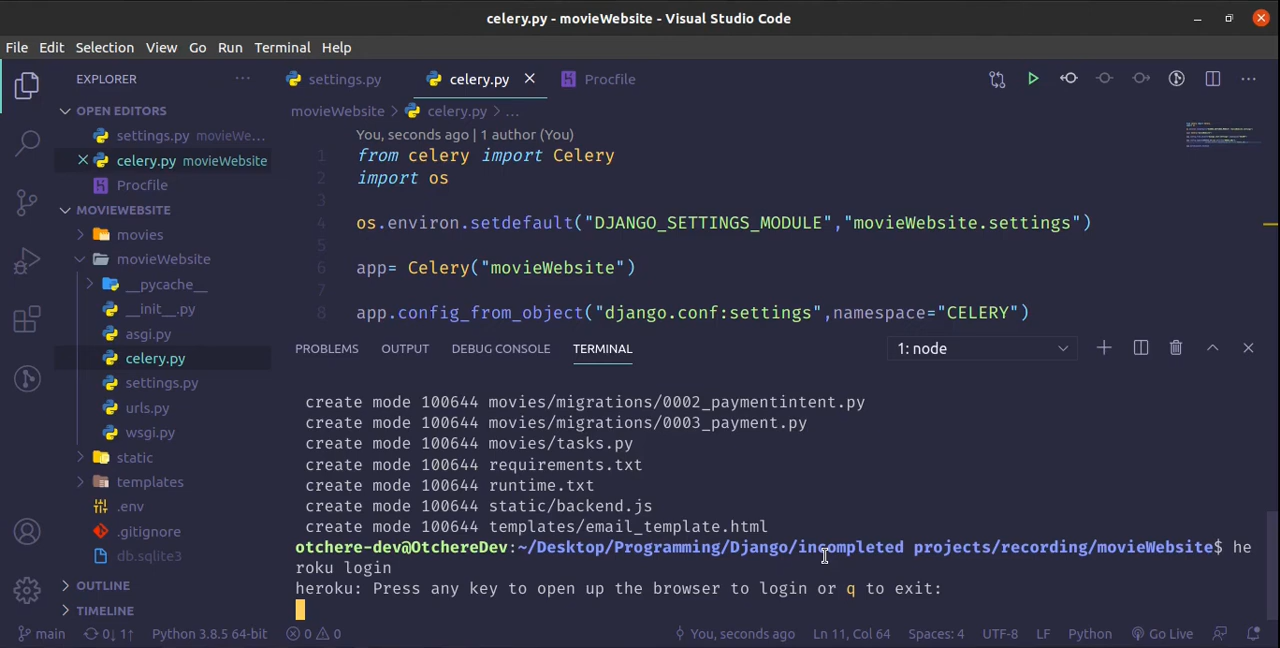 celery.py - movieWebsite - Visual Studio Code
File Edit Selection View Go Run Terminal Help
EXPLORER
OPEN EDITORS
settings.py movieWe...
celery.py movieWebsite
Procfile
MOVIEWEBSITE
movies
movieWebsite
__pycache__
__init__.py
asgi.py
celery.py
settings.py
urls.py
wsgi.py
static
templates
.env
.gitignore
db.sqlite3
OUTLINE
TIMELINE
settings.py celery.py Procfile
movieWebsite > celery.py > ...
You, seconds ago | 1 author (You)
1 from celery import Celery
2 import os
3
4 os.environ.setdefault("DJANGO_SETTINGS_MODULE","movieWebsite.settings")
5
6 app= Celery("movieWebsite")
7
8 app.config_from_object("django.conf:settings",namespace="CELERY")
PROBLEMS OUTPUT DEBUG CONSOLE TERMINAL 1: node
create mode 100644 movies/migrations/0002_paymentintent.py
create mode 100644 movies/migrations/0003_payment.py
create mode 100644 movies/tasks.py
create mode 100644 requirements.txt
create mode 100644 runtime.txt
create mode 100644 static/backend.js
create mode 100644 templates/email_template.html
otchere-dev@OtchereDev:~/Desktop/Programming/Django/incompleted projects/recording/movieWebsite$ he
roku login
heroku: Press any key to open up the browser to login or q to exit:
main 0↓ 1↑ Python 3.8.5 64-bit 0 0 You, seconds ago Ln 11, Col 64 Spaces: 4 UTF-8 LF Python Go Live